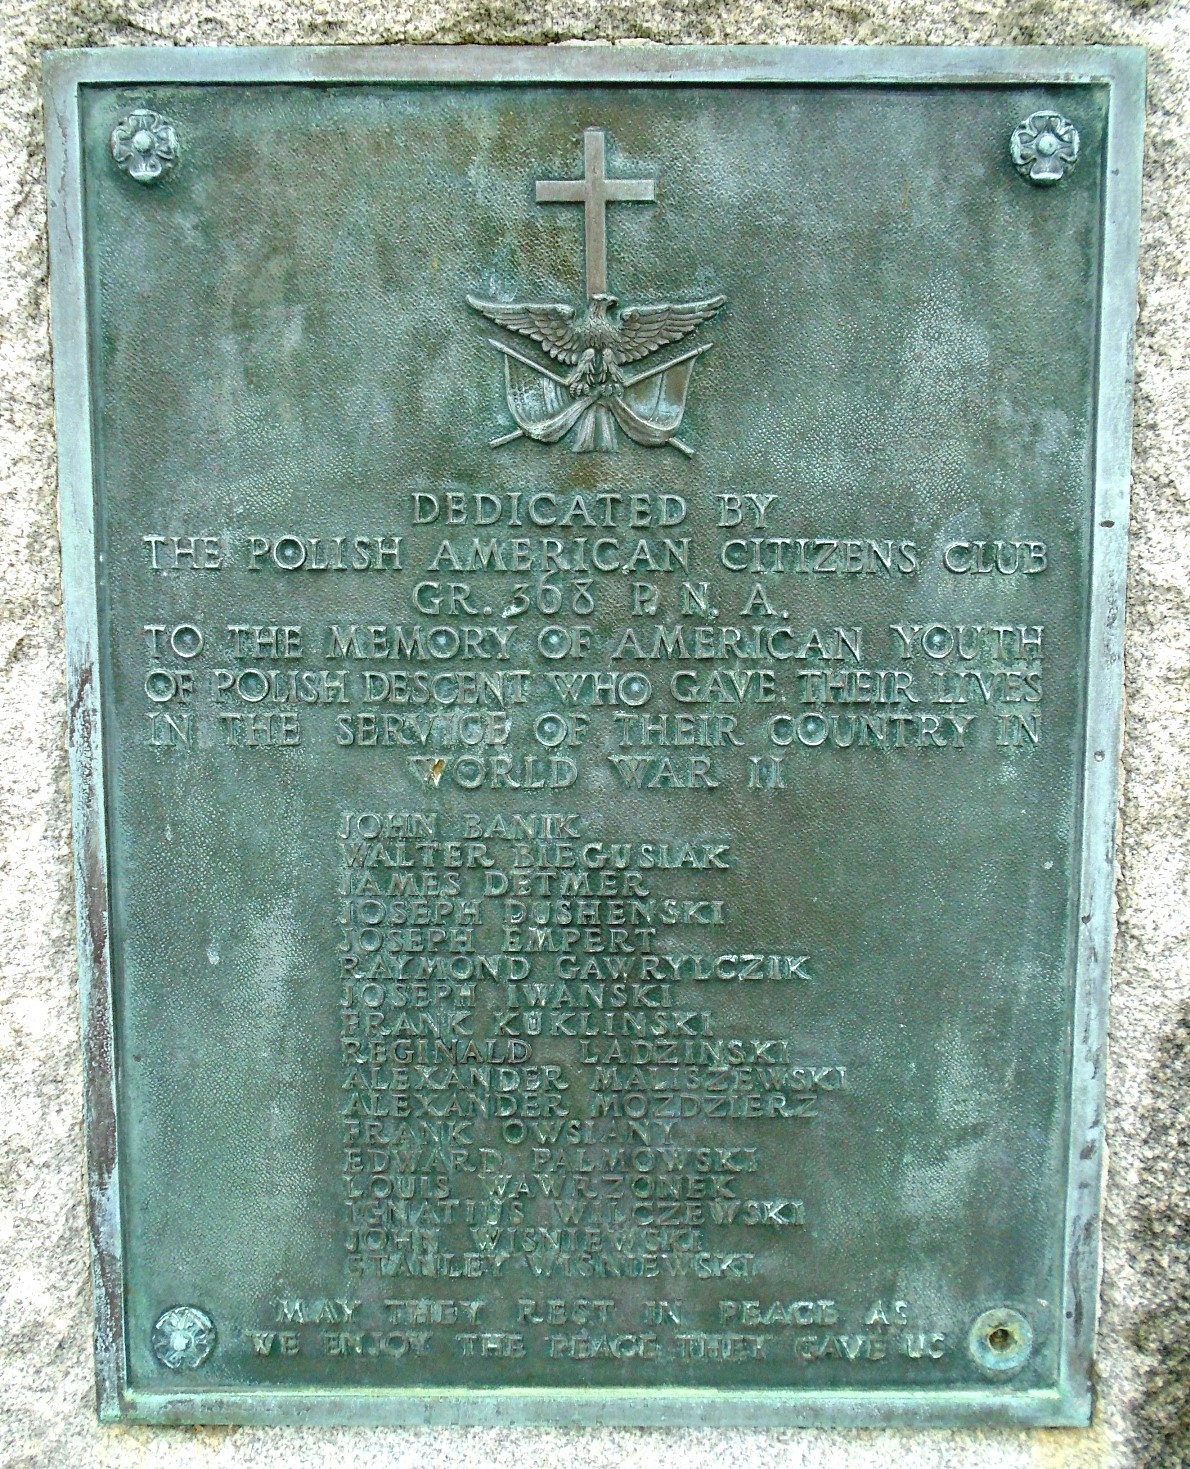 DEDICATED BY
THE POLISH AMERICAN CITIZENS CLUB
GR. 368 P. N. A.
TO THE MEMORY OF AMERICAN YOUTH
OF POLISH DESCENT WHO GAVE THEIR LIVES
IN THE SERVICE OF THEIR COUNTRY IN
WORLD WAR II
JOHN BANIK
WALTER BIEGUSIAK
JAMES DETMER
JOSEPH DUSHENSKI
JOSEPH EMPERT
RAYMOND GAWRYLCZIK
JOSEPH IWANSKI
FRANK KUKLINSKI
REGINALD LADZINSKI
ALEXANDER MALISZEWSKI
ALEXANDER MOZDZIERZ
FRANK OWSIANY
EDWARD PALMOWSKI
LOUIS WAWRZONEK
IGNATIUS WILCZEWSKI
JOHN WISNIEWSKI
STANLEY WISNIEWSKI
MAY THEY REST IN PEACE AS
WE ENJOY THE PEACE THEY GAVE US